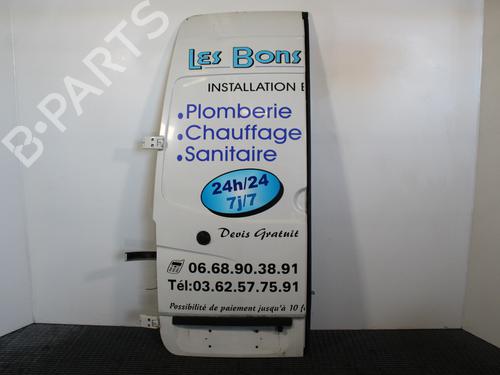 B-PARTS
Les Bons
INSTALLATION E
• Plomberie
• Chauffage
• Sanitaire
24h/24
7j/7
Devis Gratuit
06.68.90.38.91
Tél:03.62.57.75.91
Possibilité de paiement jusqu'à 10 f